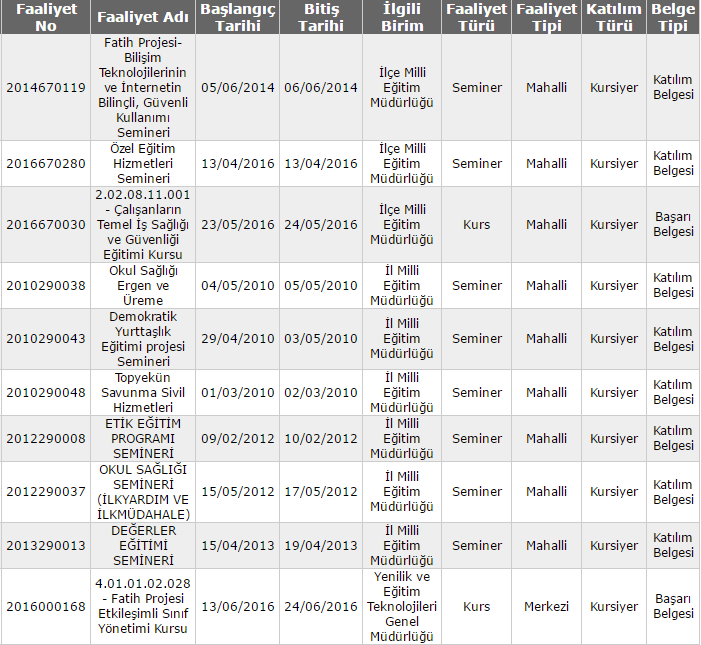 Faaliyet No Faaliyet Adı Başlangıç Tarihi Bitiş Tarihi İlgili Birim Faaliyet Türü Faaliyet Tipi Katılım Türü Belge Tipi
2014670119 Fatih Projesi-
Bilişim
Teknolojilerinin
ve İnternetin
Bilinçli, Güvenli
Kullanımı
Semineri
05/06/2014 06/06/2014
İlçe Milli
Eğitim
Müdürlüğü
Seminer Mahalli Kursiyer
Katılım
Belgesi
2016670280
Özel Eğitim
Hizmetleri
Semineri
13/04/2016 13/04/2016
İlçe Milli
Eğitim
Müdürlüğü
Seminer Mahalli Kursiyer
Katılım
Belgesi
2016670030
2.02.08.11.001
- Çalışanların
Temel İş Sağlığı
ve Güvenliği
Eğitimi Kursu
23/05/2016 24/05/2016
İlçe Milli
Eğitim
Müdürlüğü
Kurs Mahalli Kursiyer
Başarı
Belgesi
2010290038
Okul Sağlığı
Ergen ve
Üreme
04/05/2010 05/05/2010
İl Milli
Eğitim
Müdürlüğü
Seminer Mahalli Kursiyer
Katılım
Belgesi
2010290043
Demokratik
Yurttaşlık
Eğitimi projesi
Semineri
29/04/2010 03/05/2010
İl Milli
Eğitim
Müdürlüğü
Seminer Mahalli Kursiyer
Katılım
Belgesi
2010290048
Topyekün
Savunma Sivil
Hizmetleri
01/03/2010 02/03/2010
İl Milli
Eğitim
Müdürlüğü
Seminer Mahalli Kursiyer
Katılım
Belgesi
2012290008
ETİK EĞİTİM
PROGRAMI
SEMİNERİ
09/02/2012 10/02/2012
İl Milli
Eğitim
Müdürlüğü
Seminer Mahalli Kursiyer
Katılım
Belgesi
2012290037
OKUL SAĞLIĞI
SEMİNERİ
(İLKYARDIM VE
İLKMÜDAHALE)
15/05/2012 17/05/2012
İl Milli
Eğitim
Müdürlüğü
Seminer Mahalli Kursiyer
Katılım
Belgesi
2013290013
DEĞERLER
EĞİTİMİ
SEMİNERİ
15/04/2013 19/04/2013
İl Milli
Eğitim
Müdürlüğü
Seminer Mahalli Kursiyer
Katılım
Belgesi
2016000168
4.01.01.02.028
- Fatih Projesi
Etkileşimli Sınıf
Yönetimi Kursu
13/06/2016 24/06/2016
Yenilik ve
Eğitim
Teknolojileri
Genel
Müdürlüğü
Kurs Merkezi Kursiyer
Başarı
Belgesi